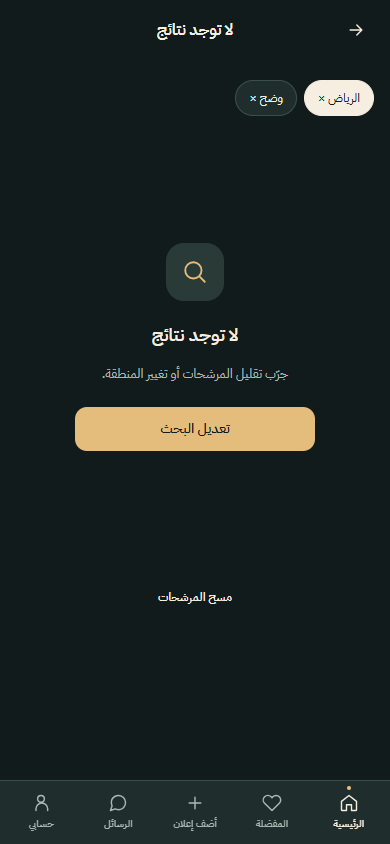 لا توجد نتائج
الرياض × وضح ×
لا توجد نتائج
جرّب تقليل المرشحات أو تغيير المنطقة.
تعديل البحث
مسح المرشحات
الرئيسية المفضلة أضف إعلان الرسائل حسابي